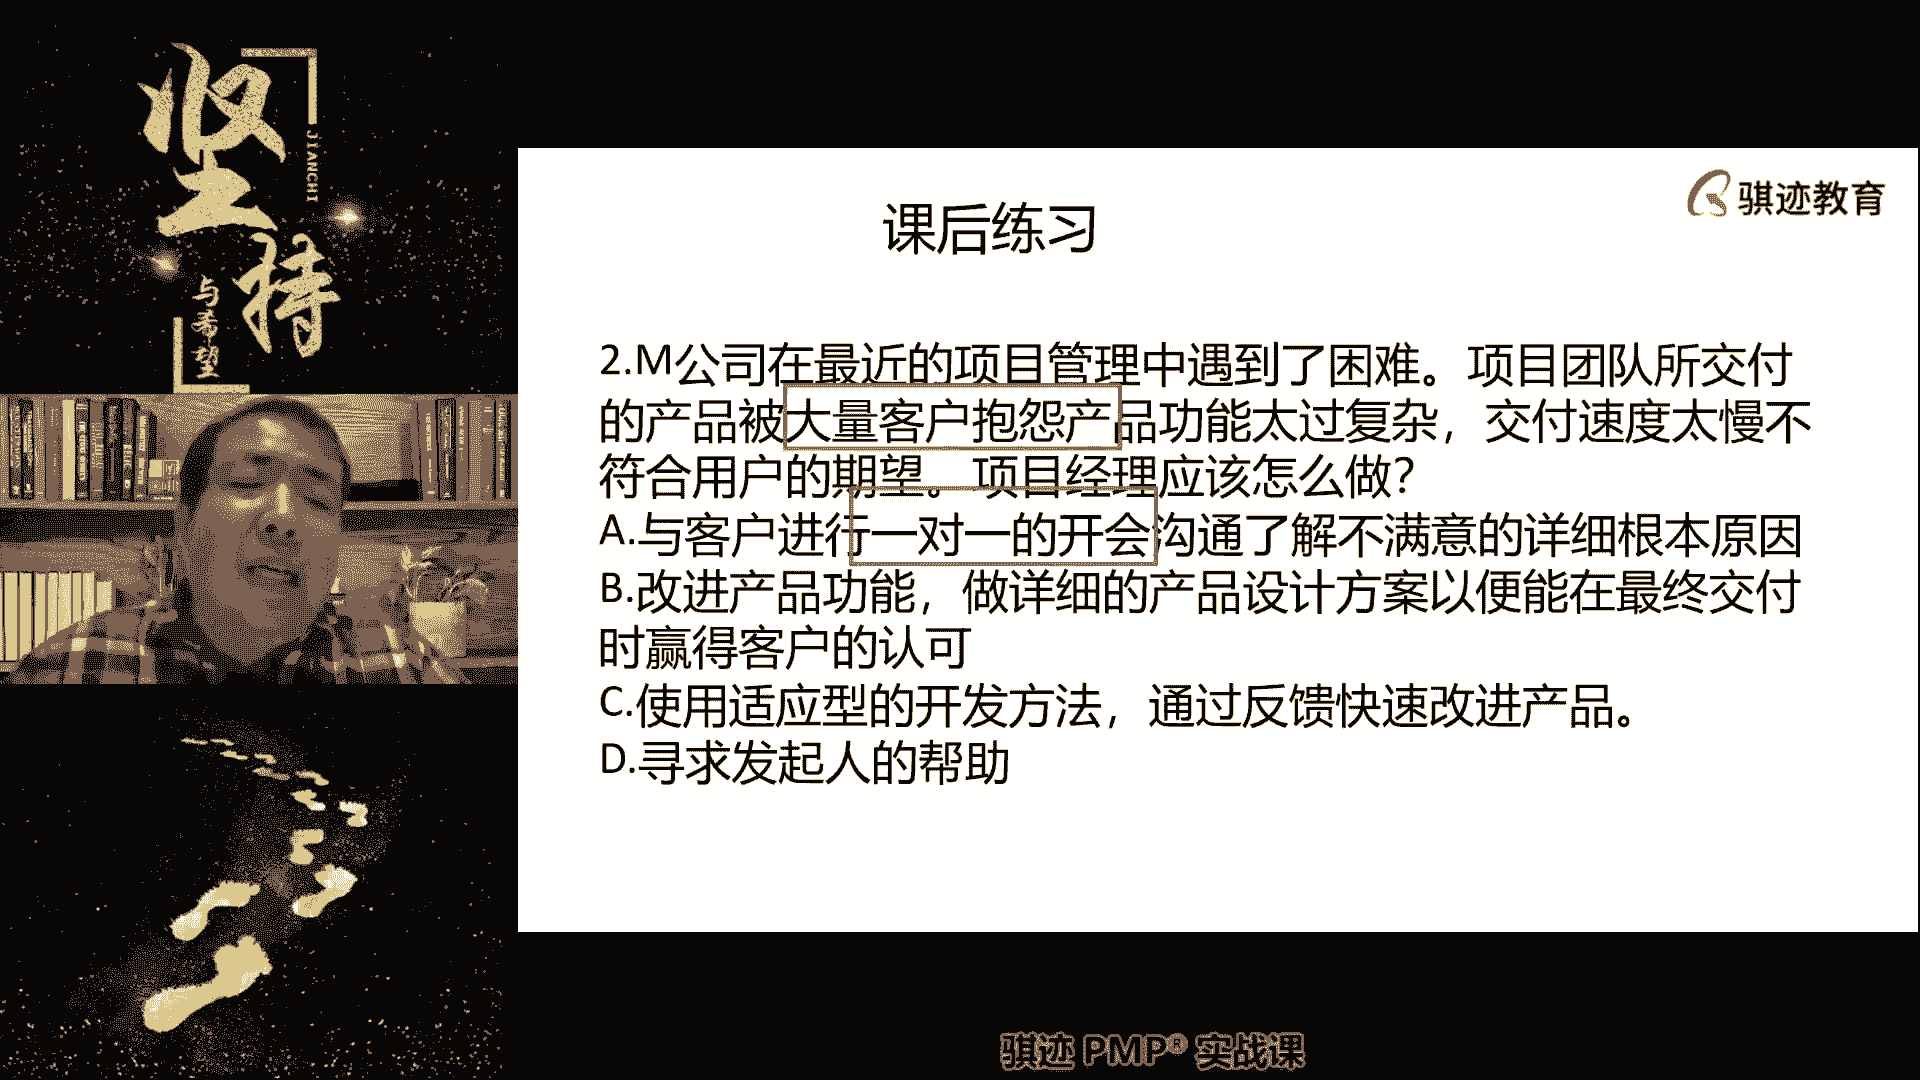 坚持
JIANCHI
与希望
骐迹教育
课后练习
2.M公司在最近的项目管理中遇到了困难。项目团队所交付
的产品被大量客户抱怨产品功能太过复杂，交付速度太慢不
符合用户的期望。项目经理应该怎么做？
A.与客户进行一对一的开会沟通了解不满意的详细根本原因
B.改进产品功能，做详细的产品设计方案以便能在最终交付
时赢得客户的认可
C.使用适应型的开发方法，通过反馈快速改进产品。
D.寻求发起人的帮助
骐迹 PMP® 实战课